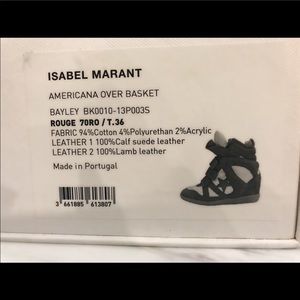 ISABEL MARANT
AMERICANA OVER BASKET
BAYLEY BK0010-13P003S
ROUGE 70RO / T.36
FABRIC 94%Cotton 4%Polyurethan 2%Acrylic
LEATHER 1 100%Calf suede leather
LEATHER 2 100%Lamb leather
Made in Portugal
3 661885 613807